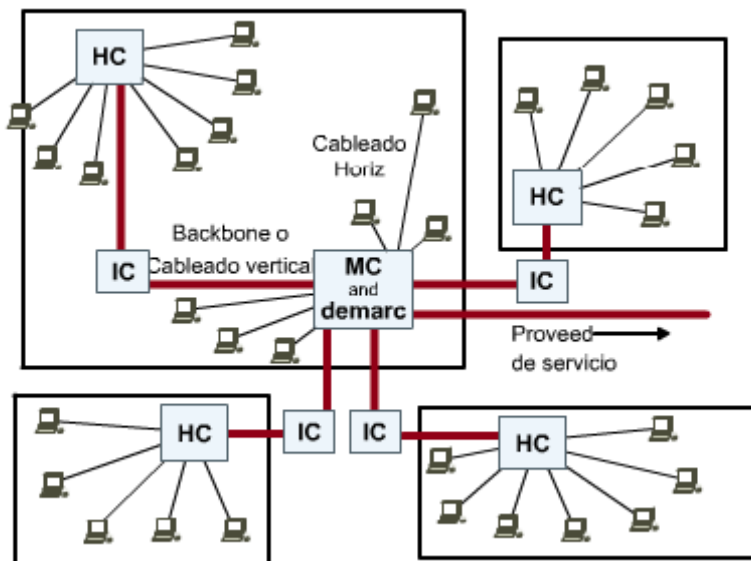 HC
Cableado
Horiz
HC
Backbone o
Cableado vertical
IC
MC
and
demarc
IC
Proveed
de servicio
HC
IC
IC
HC